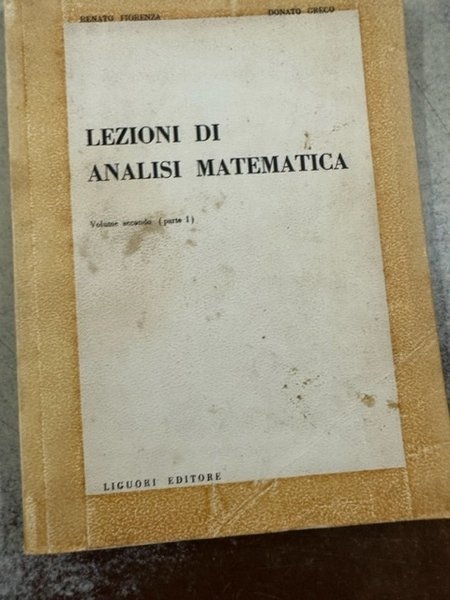 RENATO FIORENZA DONATO GRECO
LEZIONI DI
ANALISI MATEMATICA
Volume secondo (parte I)
LIGUORI EDITORE